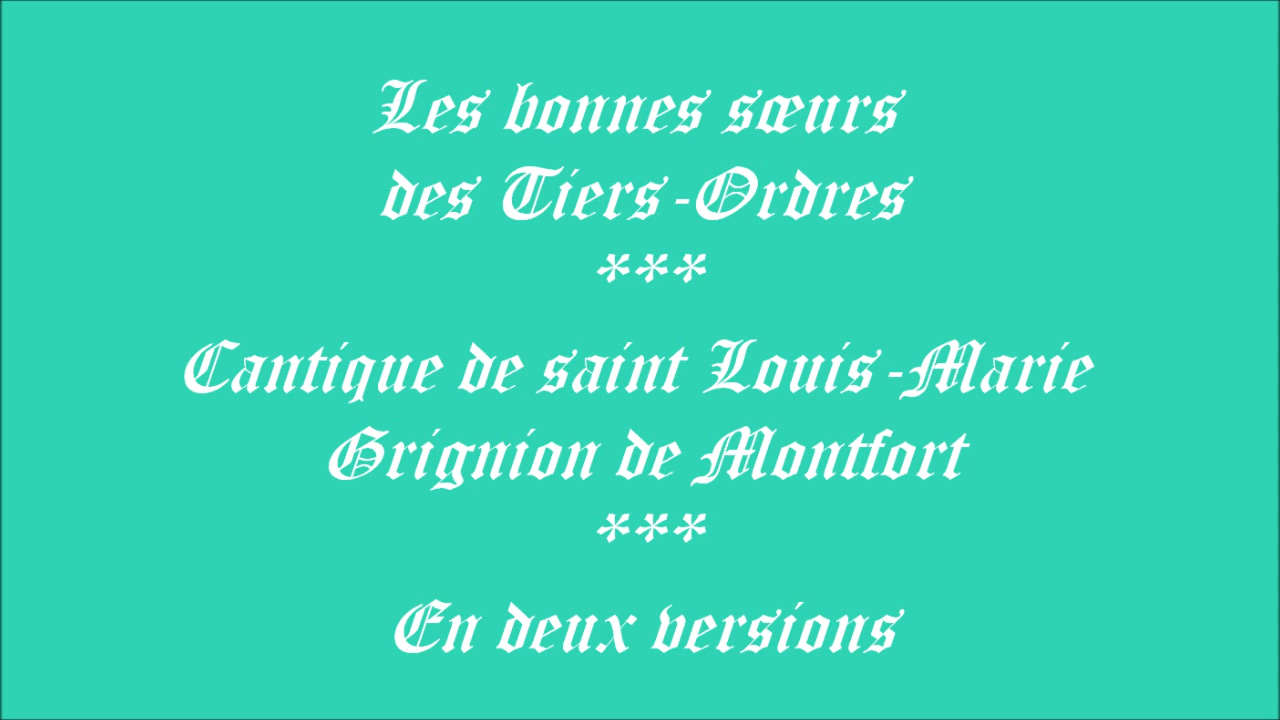 Les bonnes sœurs
des Tiers-Ordres
***
Cantique de saint Louis-Marie
Grignion de Montfort
***
En deux versions